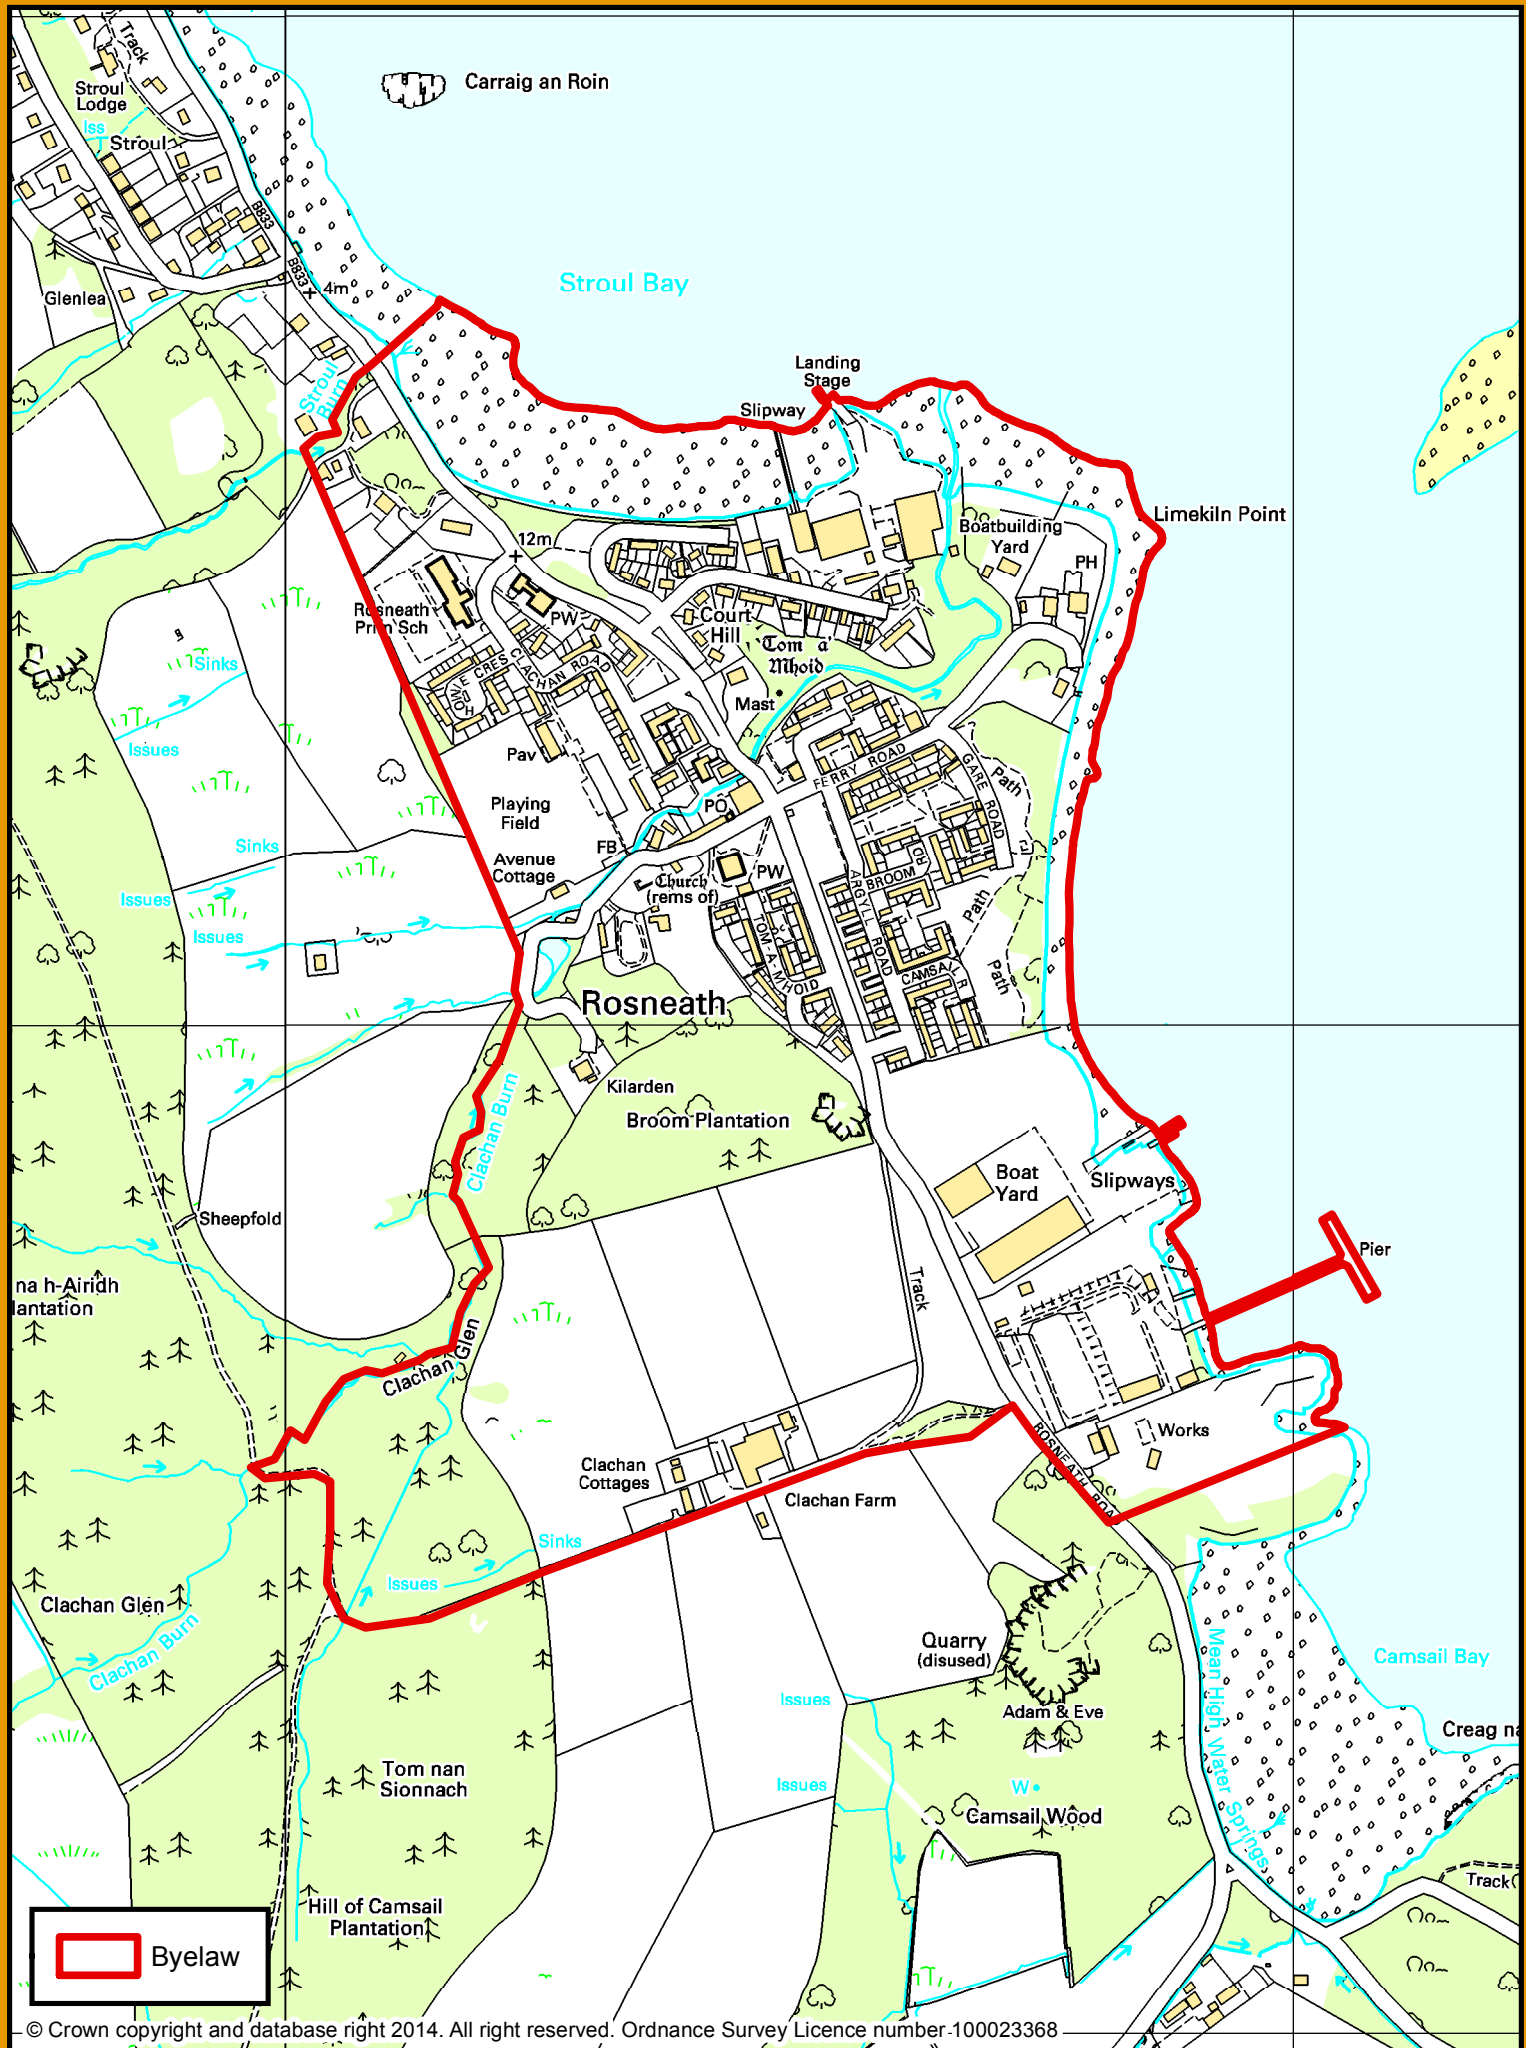 Track
Carraig an Roin
Stroul
Lodge
Iss
Stroul
B833
B833
4m
Glenlea
Stroul Bay
Stroul
Burn
Landing
Stage
Slipway
Limekiln Point
Boatbuilding
Yard
PH
12m
Rosneath
Prim Sch
PW
Court
Hill
Tom a'
Mhoid
Sinks
CLACHAN ROAD
Mast
Issues
Pav
FERRY ROAD
GARE ROAD
Path
Playing
Field
PO
FB
Sinks
Avenue
Cottage
Church
(rems of)
PW
BROOM
RD
ARGYLL ROAD
Path
Issues
Issues
TOM-A-MHOID
CAMSAIL
Path
Rosneath
Kilarden
Clachan Burn
Broom Plantation
Boat
Yard
Slipways
Sheepfold
Pier
na h-Airidh
lantation
Track
Clachan Glen
Works
ROSNEATH ROA
Clachan
Cottages
Clachan Farm
Sinks
Issues
Clachan Glen
Clachan Burn
Quarry
(disused)
Mean High Water Springs
Camsail Bay
Issues
Adam & Eve
Creag na
Tom nan
Sionnach
Issues
W
Camsail Wood
Track
Hill of Camsail
Plantation
Byelaw
© Crown copyright and database right 2014. All right reserved. Ordnance Survey Licence number 100023368